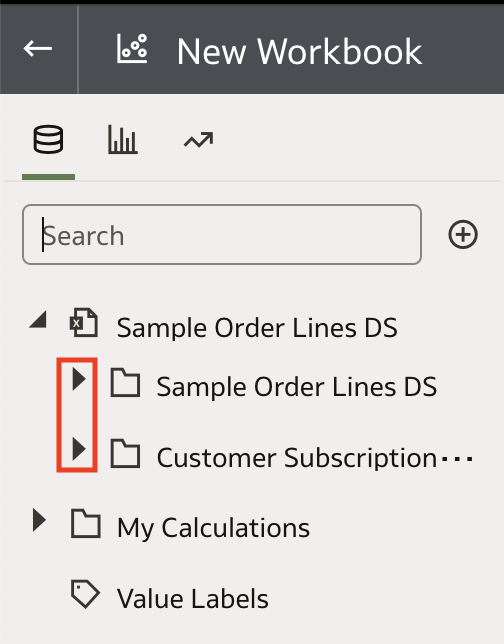 New Workbook
Search
Sample Order Lines DS
Sample Order Lines DS
Customer Subscription...
My Calculations
Value Labels